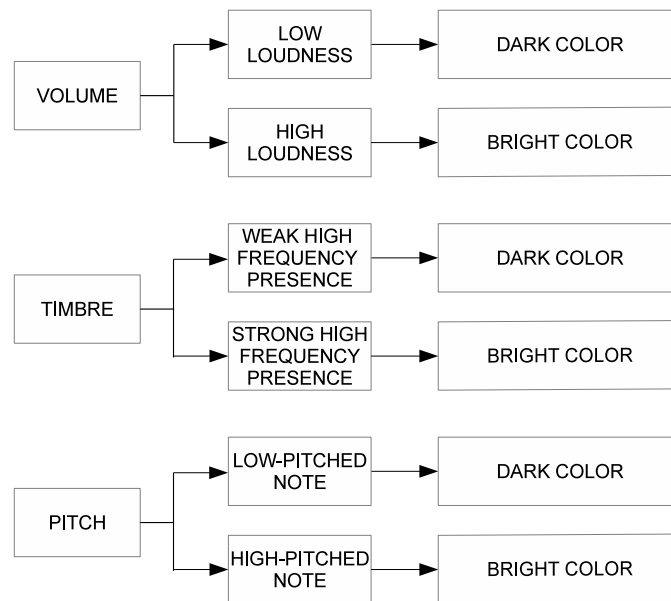 VOLUME
LOW
LOUDNESS
DARK COLOR
HIGH
LOUDNESS
BRIGHT COLOR
TIMBRE
WEAK HIGH
FREQUENCY
PRESENCE
DARK COLOR
STRONG HIGH
FREQUENCY
PRESENCE
BRIGHT COLOR
PITCH
LOW-PITCHED
NOTE
DARK COLOR
HIGH-PITCHED
NOTE
BRIGHT COLOR